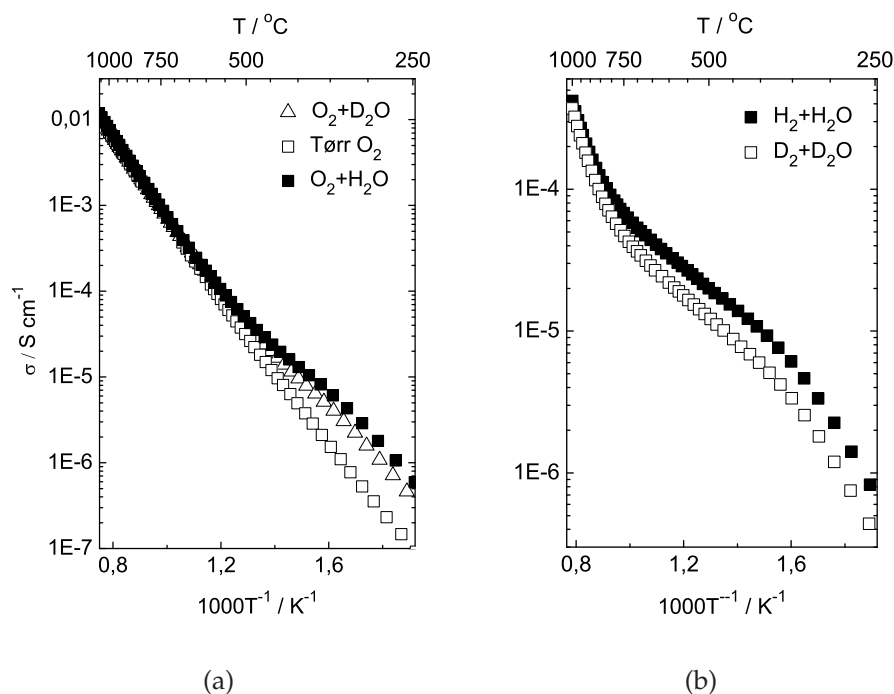 T / °C
1000 750 500 250
0,01
1E-3
1E-4
1E-5
1E-6
1E-7
σ / S cm⁻¹
O₂+D₂O
Tørr O₂
O₂+H₂O
0,8 1,2 1,6
1000T⁻¹ / K⁻¹
(a)
T / °C
1000 750 500 250
1E-4
1E-5
1E-6
H₂+H₂O
D₂+D₂O
0,8 1,2 1,6
1000T⁻⁻¹ / K⁻¹
(b)